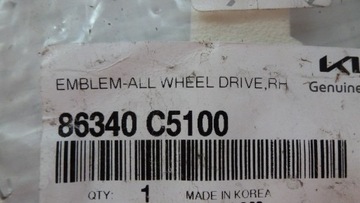 EMBLEM-ALL WHEEL DRIVE,RH
Genuine
86340 C5100
QTY: 1 MADE IN KOREA